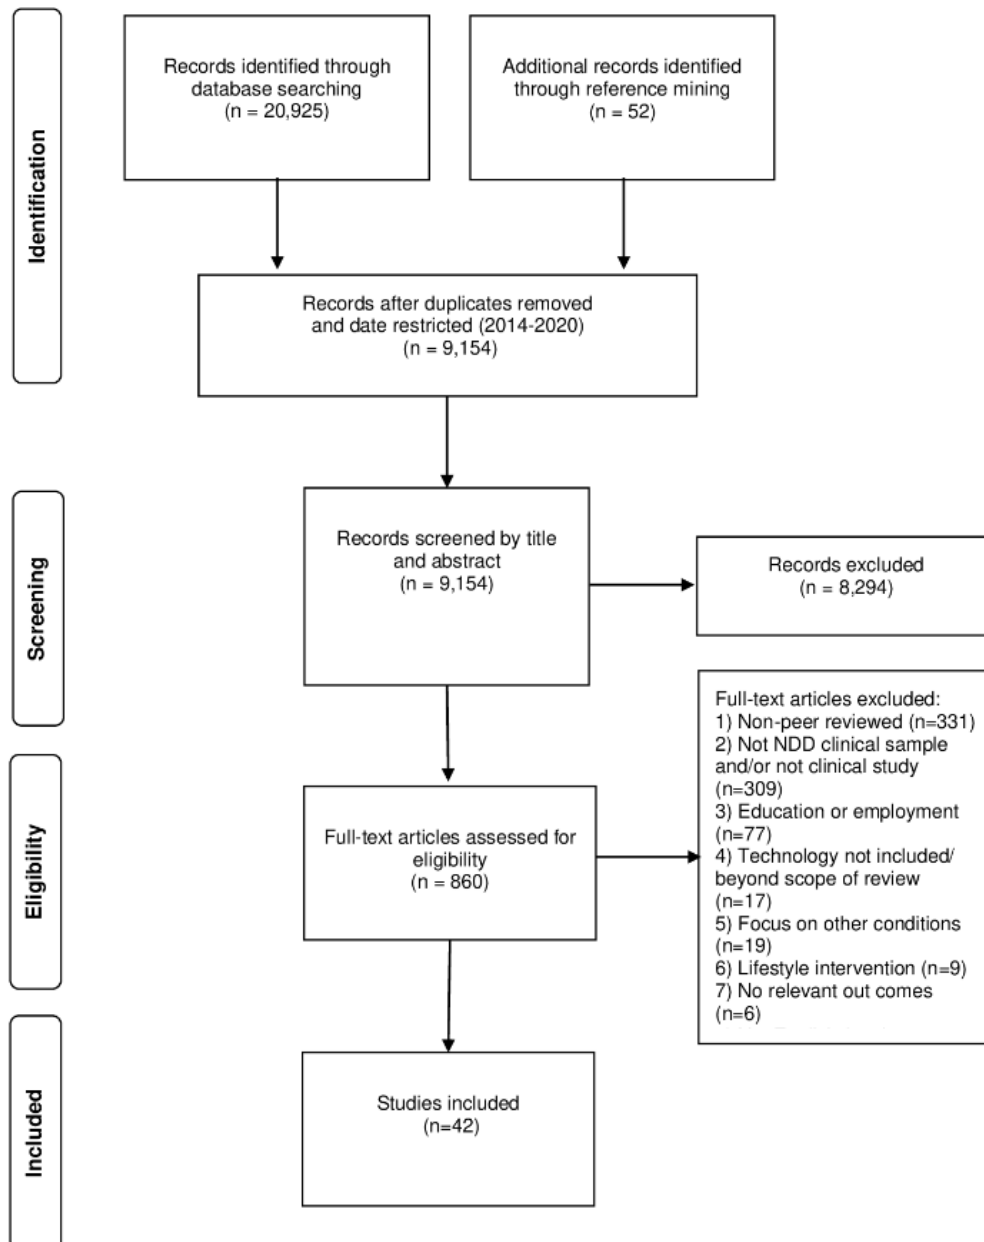 Identification
Records identified through
database searching
(n = 20,925)
Additional records identified
through reference mining
(n = 52)
Records after duplicates removed
and date restricted (2014-2020)
(n = 9,154)
Screening
Records screened by title
and abstract
(n = 9,154)
Records excluded
(n = 8,294)
Eligibility
Full-text articles assessed for
eligibility
(n = 860)
Full-text articles excluded:
1) Non-peer reviewed (n=331)
2) Not NDD clinical sample
and/or not clinical study
(n=309)
3) Education or employment
(n=77)
4) Technology not included/
beyond scope of review
(n=17)
5) Focus on other conditions
(n=19)
6) Lifestyle intervention (n=9)
7) No relevant out comes
(n=6)
Included
Studies included
(n=42)